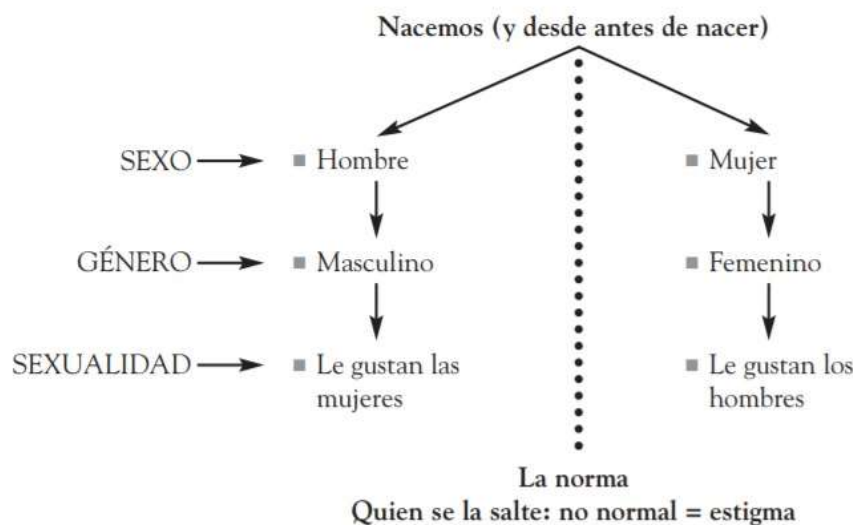 Nacemos (y desde antes de nacer)
SEXO
Hombre
Mujer
GÉNERO
Masculino
Femenino
SEXUALIDAD
Le gustan las
mujeres
Le gustan los
hombres
La norma
Quien se la salte: no normal = estigma